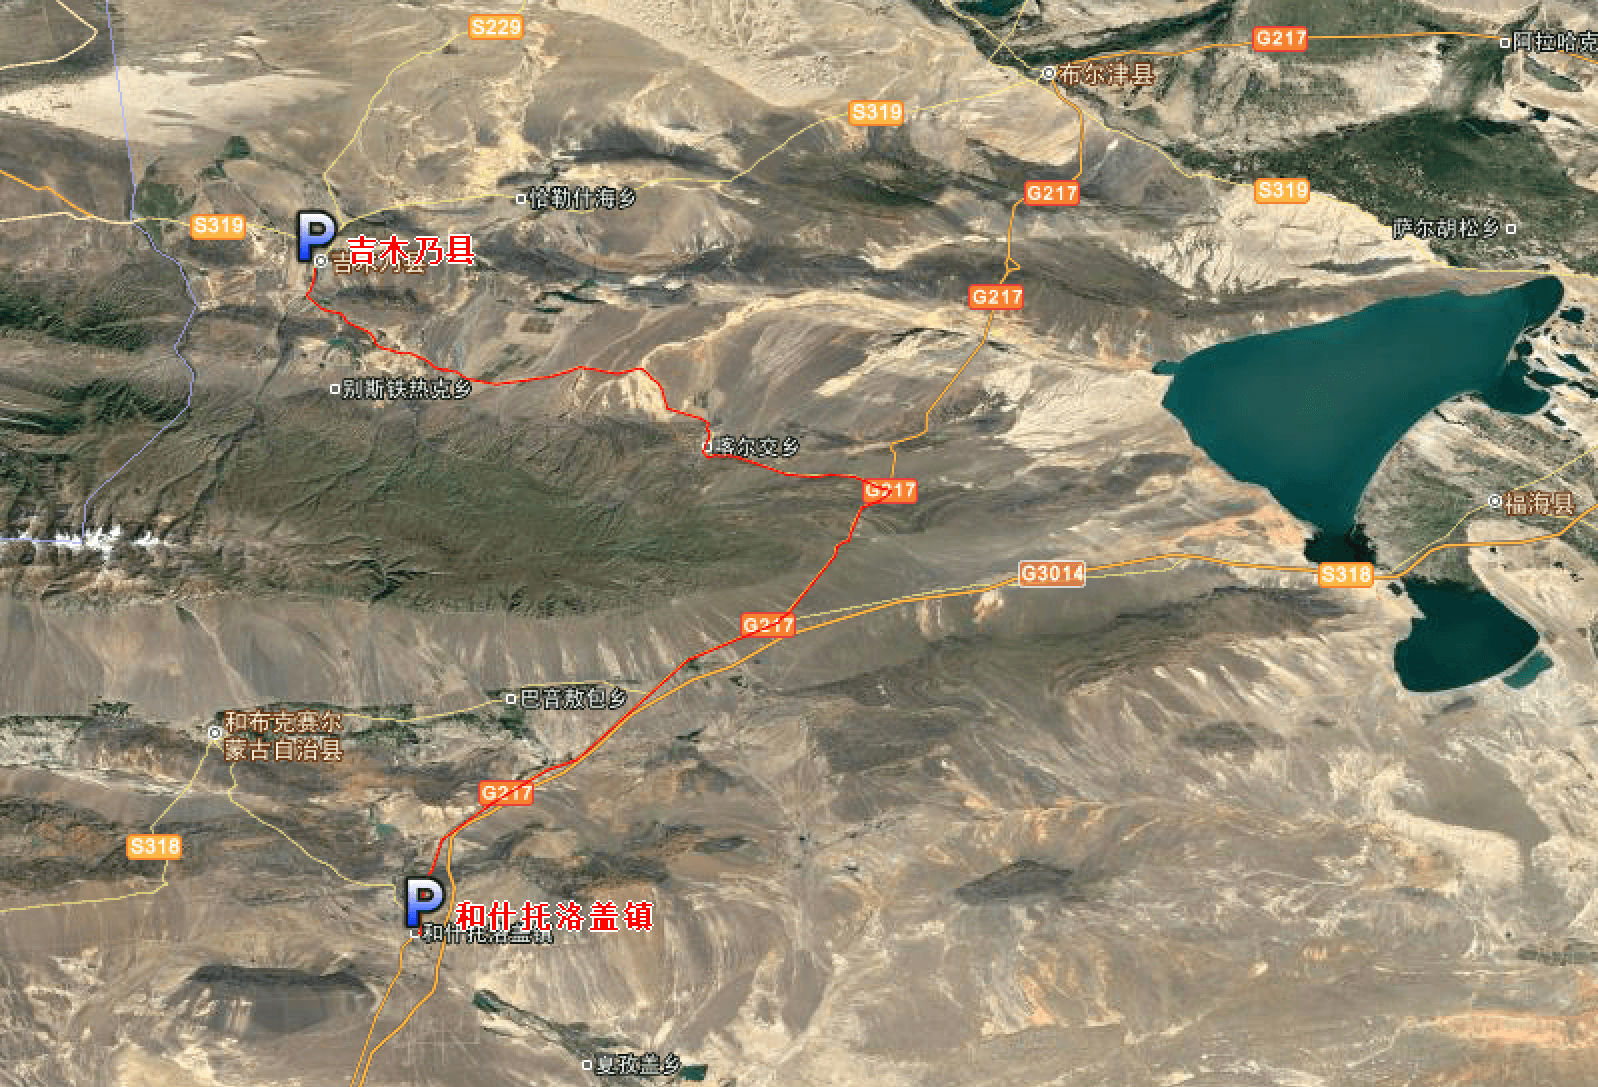 S229
G217
阿拉哈克
布尔津县
S319
G217
S319
恰勒什海乡
S319
萨尔胡松乡
P
吉木乃县
吉木乃县
G217
别斯铁热克乡
喀尔交乡
G217
福海县
G3014
S318
G217
巴音敖包乡
和布克赛尔
蒙古自治县
G217
S318
P
和什托洛盖镇
和什托洛盖镇
夏孜盖乡